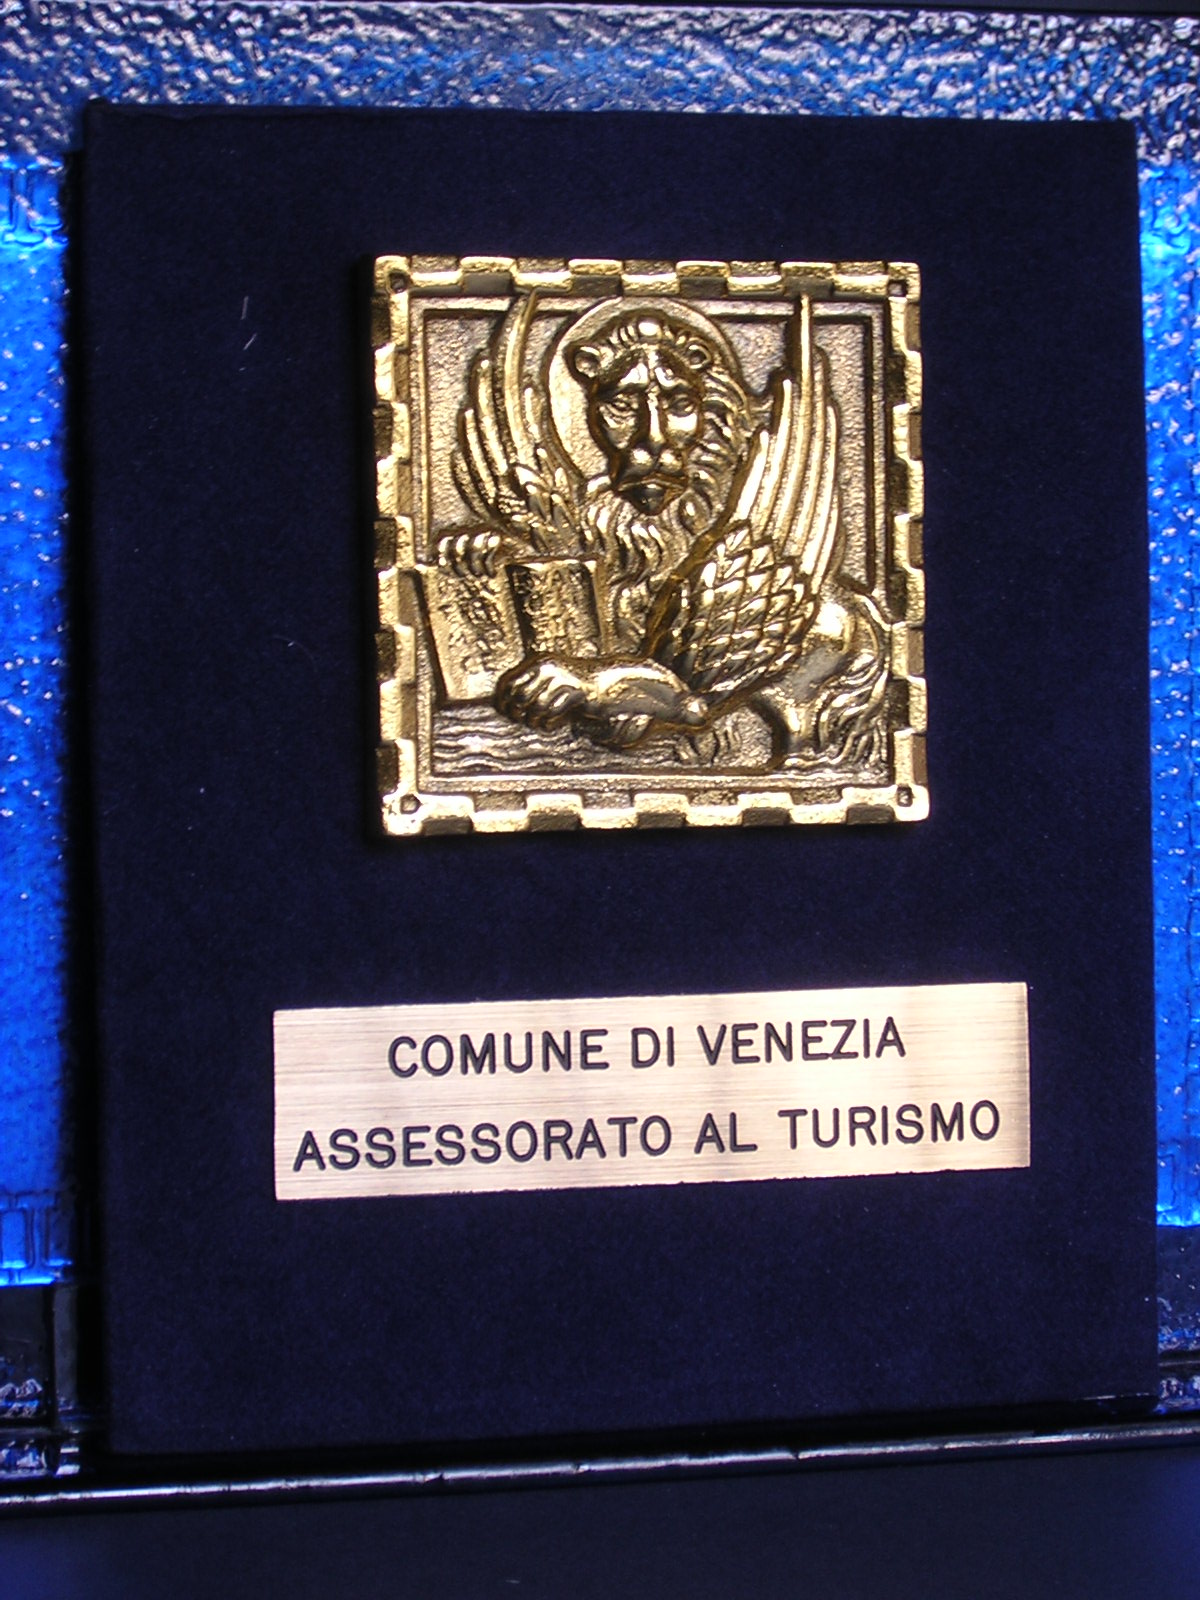 COMUNE DI VENEZIA
ASSESSORATO AL TURISMO